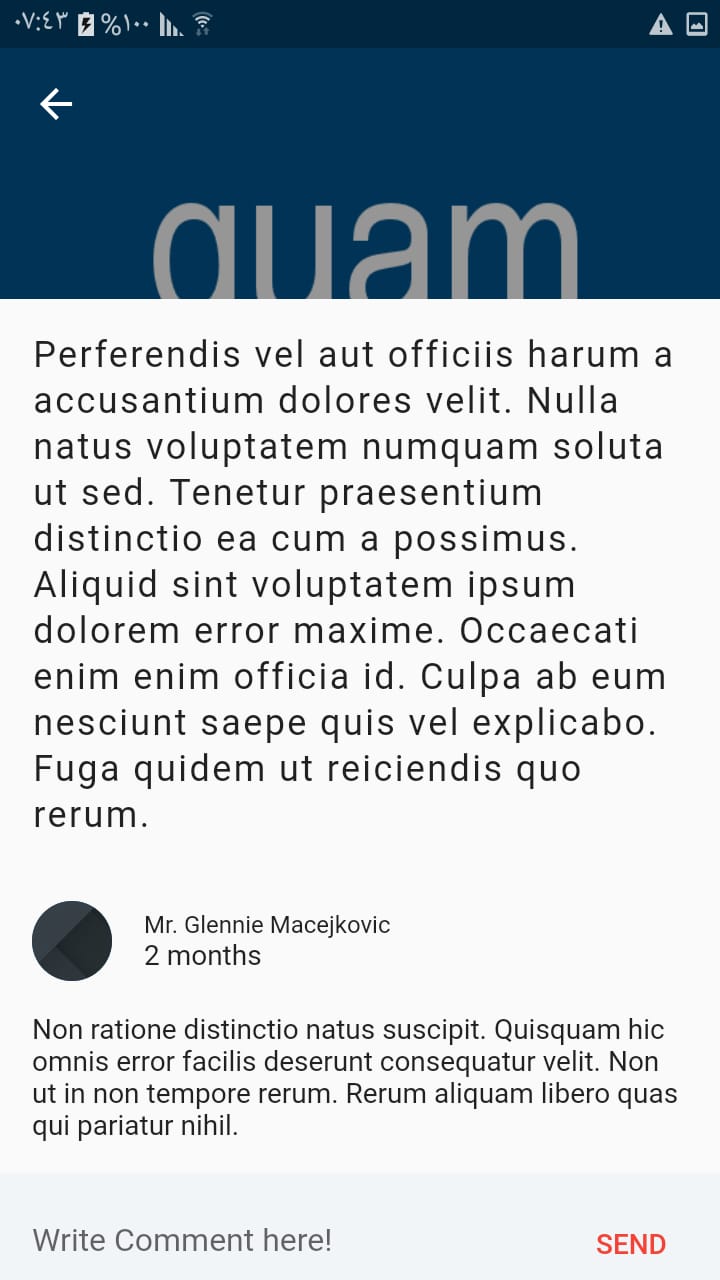 ٠٧:٤٣ %١٠٠
quam
Perferendis vel aut officiis harum a
accusantium dolores velit. Nulla
natus voluptatem numquam soluta
ut sed. Tenetur praesentium
distinctio ea cum a possimus.
Aliquid sint voluptatem ipsum
dolorem error maxime. Occaecati
enim enim officia id. Culpa ab eum
nesciunt saepe quis vel explicabo.
Fuga quidem ut reiciendis quo
rerum.
Mr. Glennie Macejkovic
2 months
Non ratione distinctio natus suscipit. Quisquam hic
omnis error facilis deserunt consequatur velit. Non
ut in non tempore rerum. Rerum aliquam libero quas
qui pariatur nihil.
Write Comment here!
SEND